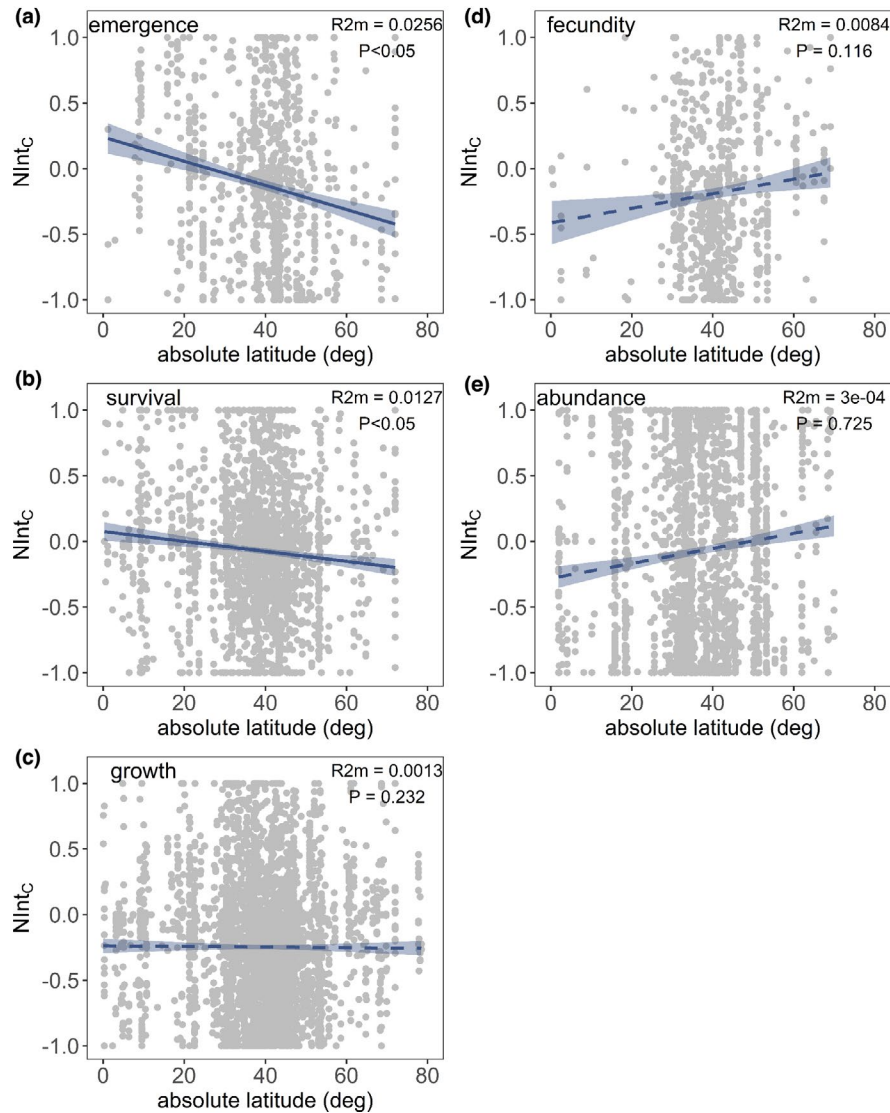 (a)
emergence
R2m = 0.0256
P<0.05
1.0
0.5
0.0
-0.5
-1.0
NIntC
0 20 40 60 80
absolute latitude (deg)
(b)
survival
R2m = 0.0127
P<0.05
1.0
0.5
0.0
-0.5
-1.0
NIntC
0 20 40 60 80
absolute latitude (deg)
(c)
growth
R2m = 0.0013
P = 0.232
1.0
0.5
0.0
-0.5
-1.0
NIntC
0 20 40 60 80
absolute latitude (deg)
(d)
fecundity
R2m = 0.0084
P = 0.116
1.0
0.5
0.0
-0.5
-1.0
NIntC
0 20 40 60 80
absolute latitude (deg)
(e)
abundance
R2m = 3e-04
P = 0.725
1.0
0.5
0.0
-0.5
-1.0
NIntC
0 20 40 60 80
absolute latitude (deg)